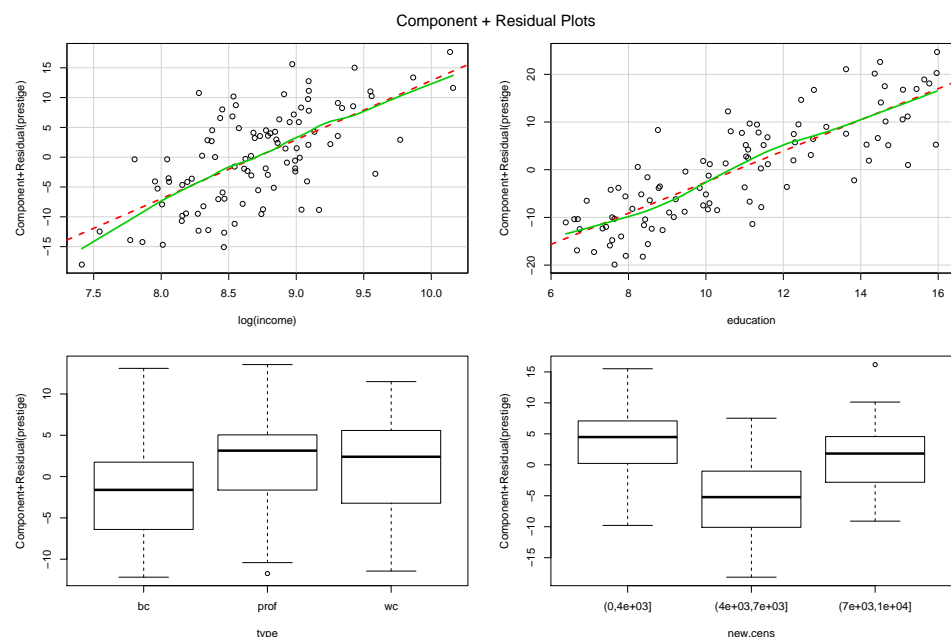 Component + Residual Plots
Component+Residual(prestige)
15
10
5
0
−5
−10
−15
7.5 8.0 8.5 9.0 9.5 10.0
log(income)
Component+Residual(prestige)
20
10
0
−10
−20
6 8 10 12 14 16
education
Component+Residual(prestige)
10
5
0
−5
−10
bc prof wc
type
Component+Residual(prestige)
15
10
5
0
−5
−10
−15
(0,4e+03] (4e+03,7e+03] (7e+03,1e+04]
new.cens